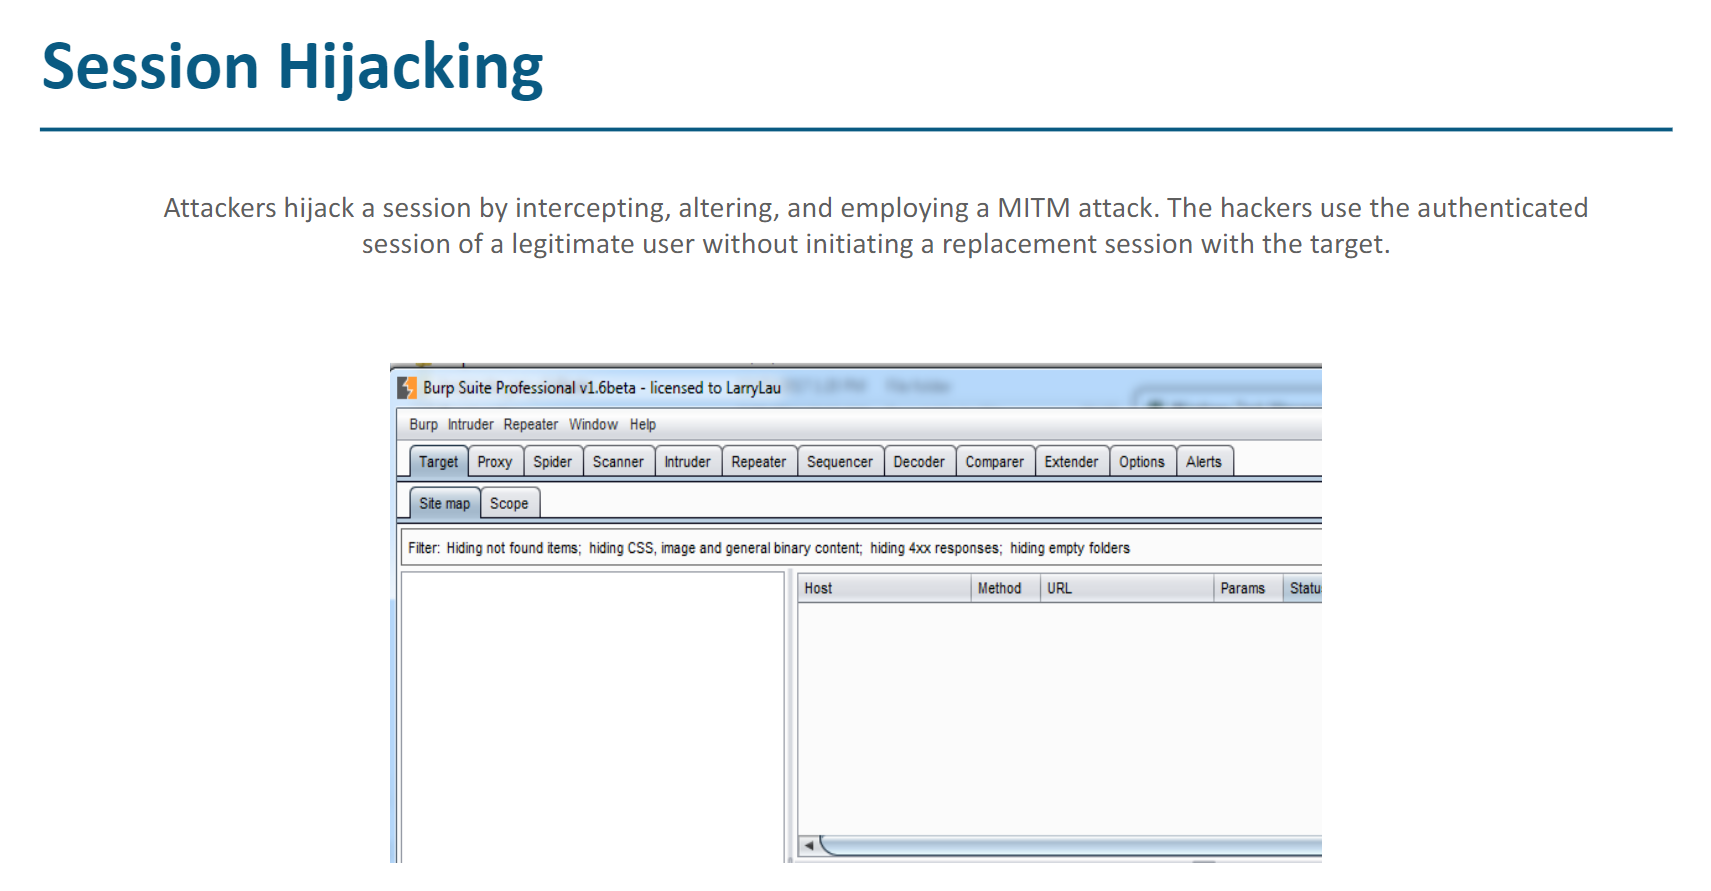 Session Hijacking
Attackers hijack a session by intercepting, altering, and employing a MITM attack. The hackers use the authenticated
session of a legitimate user without initiating a replacement session with the target.
Burp Suite Professional v1.6beta - licensed to LarryLau
Burp Intruder Repeater Window Help
Target Proxy Spider Scanner Intruder Repeater Sequencer Decoder Comparer Extender Options Alerts
Site map Scope
Filter: Hiding not found items; hiding CSS, image and general binary content; hiding 4xx responses; hiding empty folders
Host Method URL Params Statu